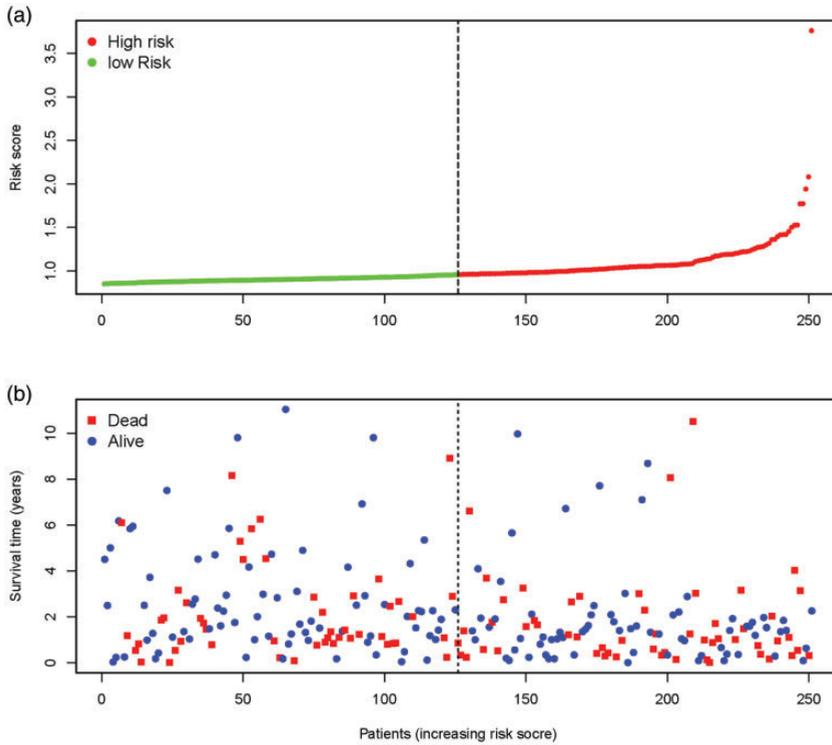 (a)
High risk
low Risk
Risk score
3.5
3.0
2.5
2.0
1.5
1.0
0
50
100
150
200
250
(b)
Dead
Alive
Survival time (years)
10
8
6
4
2
0
0
50
100
150
200
250
Patients (increasing risk socre)